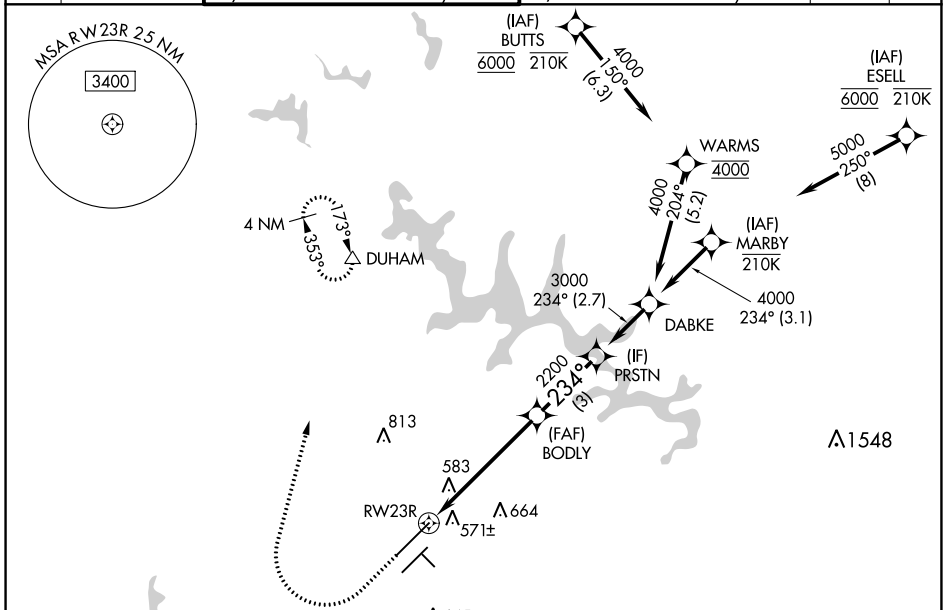 MSA RW23R 25 NM
3400
(IAF)
BUTTS
6000 210K
4000
150°
(6.3)
(IAF)
ESELL
6000 210K
5000
250°
(8)
WARMS
4000
4000
204°
(5.2)
(IAF)
MARBY
210K
4 NM
173°
353°
DUHAM
3000
234° (2.7)
4000
234° (3.1)
DABKE
(IF)
PRSTN
2200
234°
(3)
(FAF)
BODLY
813
1548
583
RW23R
664
571±